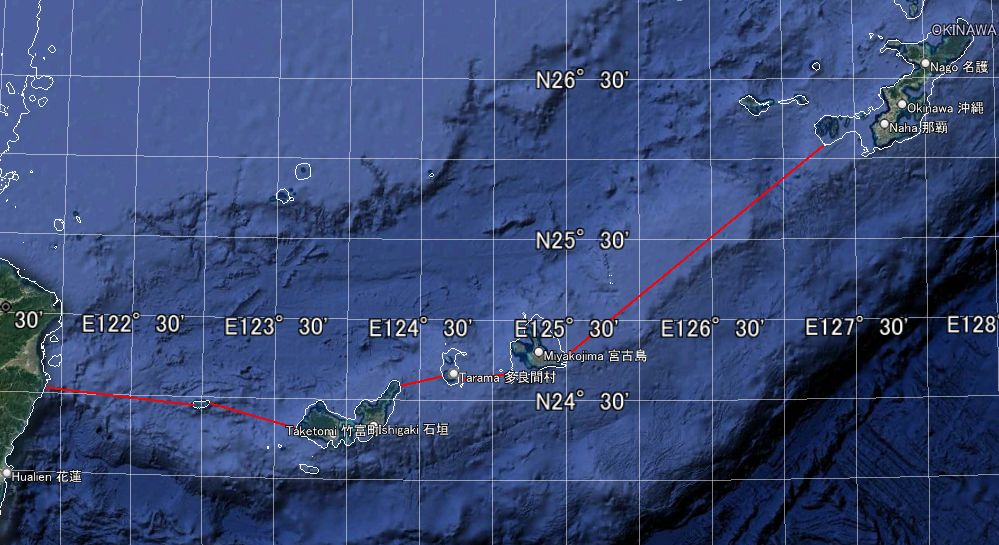 OKINAWA
Nago 名護
N26° 30'
Okinawa 沖縄
Naha 那覇
N25° 30'
30'
E122° 30'
E123° 30'
E124° 30'
E125° 30'
E126° 30'
E127° 30'
E128°
Miyakojima 宮古島
Tarama 多良間村
N24° 30'
Taketomi 竹富町
Ishigaki 石垣
Hualien 花蓮